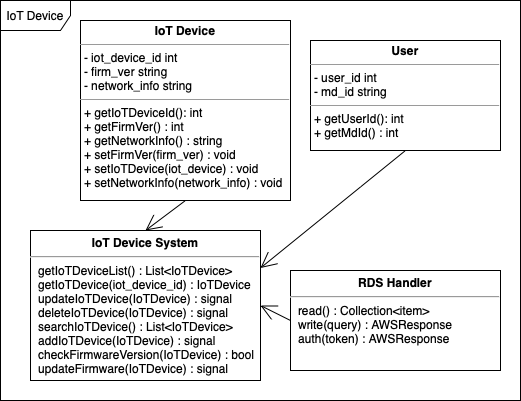 IoT Device
IoT Device
- iot_device_id int
- firm_ver string
- network_info string
+ getIoTDeviceId(): int
+ getFirmVer() : int
+ getNetworkInfo() : string
+ setFirmVer(firm_ver) : void
+ setIoTDevice(iot_device) : void
+ setNetworkInfo(network_info) : void
User
- user_id int
- md_id string
+ getUserId(): int
+ getMdId() : int
IoT Device System
getIoTDeviceList() : List<IoTDevice>
getIoTDevice(iot_device_id) : IoTDevice
updateIoTDevice(IoTDevice) : signal
deleteIoTDevice(IoTDevice) : signal
searchIoTDevice() : List<IoTDevice>
addIoTDevice(IoTDevice) : signal
checkFirmwareVersion(IoTDevice) : bool
updateFirmware(IoTDevice) : signal
RDS Handler
read() : Collection<item>
write(query) : AWSResponse
auth(token) : AWSResponse